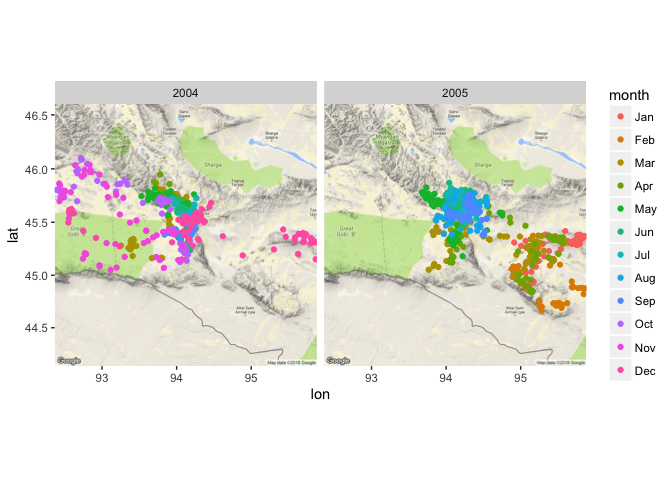 2004
2005
46.5
46.0
45.5
45.0
44.5
lat
Sharga
Great
Gobi 'B'
Google
Map data ©2018 Google
Sharga
Google
Map data ©2018 Google
93
94
95
93
94
95
lon
month
Jan
Feb
Mar
Apr
May
Jun
Jul
Aug
Sep
Oct
Nov
Dec